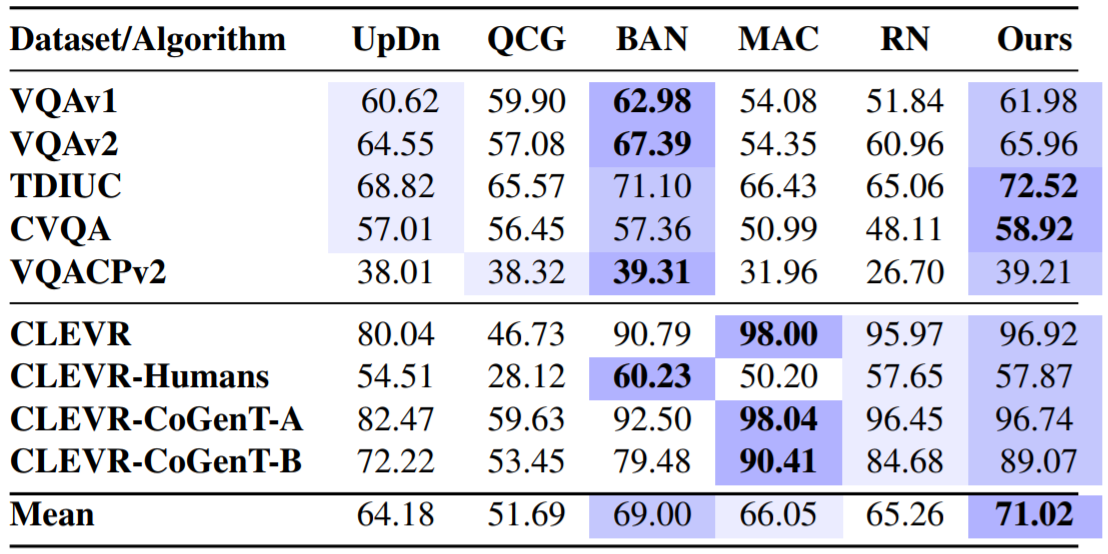 Dataset/Algorithm UpDn QCG BAN MAC RN Ours
VQAv1 60.62 59.90 62.98 54.08 51.84 61.98
VQAv2 64.55 57.08 67.39 54.35 60.96 65.96
TDIUC 68.82 65.57 71.10 66.43 65.06 72.52
CVQA 57.01 56.45 57.36 50.99 48.11 58.92
VQACPv2 38.01 38.32 39.31 31.96 26.70 39.21
CLEVR 80.04 46.73 90.79 98.00 95.97 96.92
CLEVR-Humans 54.51 28.12 60.23 50.20 57.65 57.87
CLEVR-CoGenT-A 82.47 59.63 92.50 98.04 96.45 96.74
CLEVR-CoGenT-B 72.22 53.45 79.48 90.41 84.68 89.07
Mean 64.18 51.69 69.00 66.05 65.26 71.02